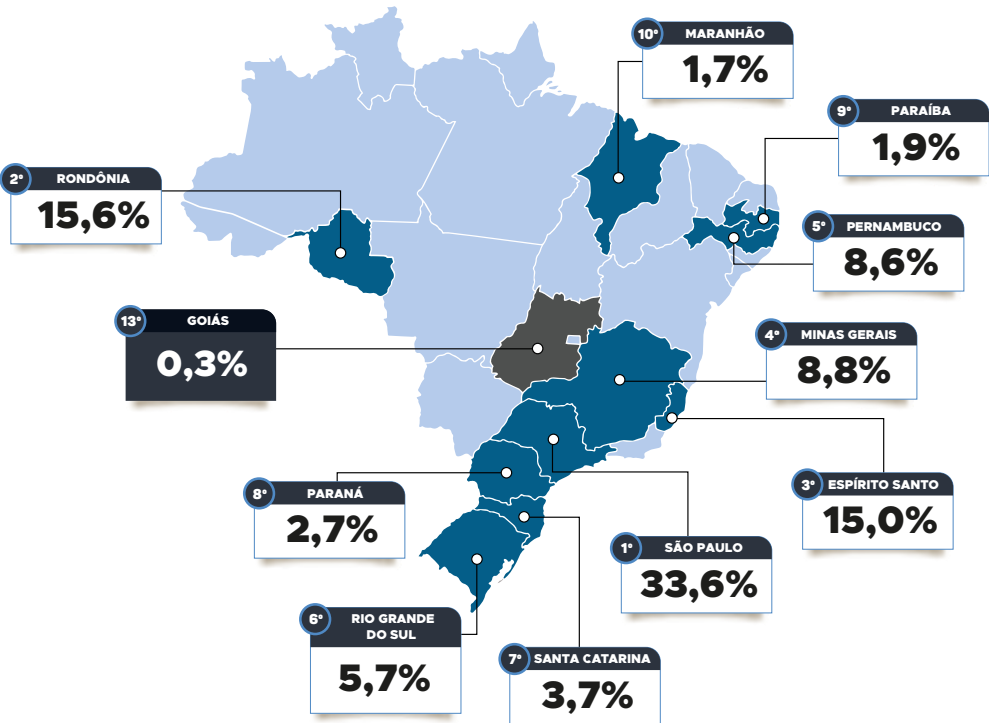 10º MARANHÃO
1,7%
9º PARAÍBA
1,9%
2º RONDÔNIA
15,6%
5º PERNAMBUCO
8,6%
13º GOIÁS
0,3%
4º MINAS GERAIS
8,8%
3º ESPÍRITO SANTO
15,0%
8º PARANÁ
2,7%
1º SÃO PAULO
33,6%
6º RIO GRANDE
DO SUL
5,7%
7º SANTA CATARINA
3,7%